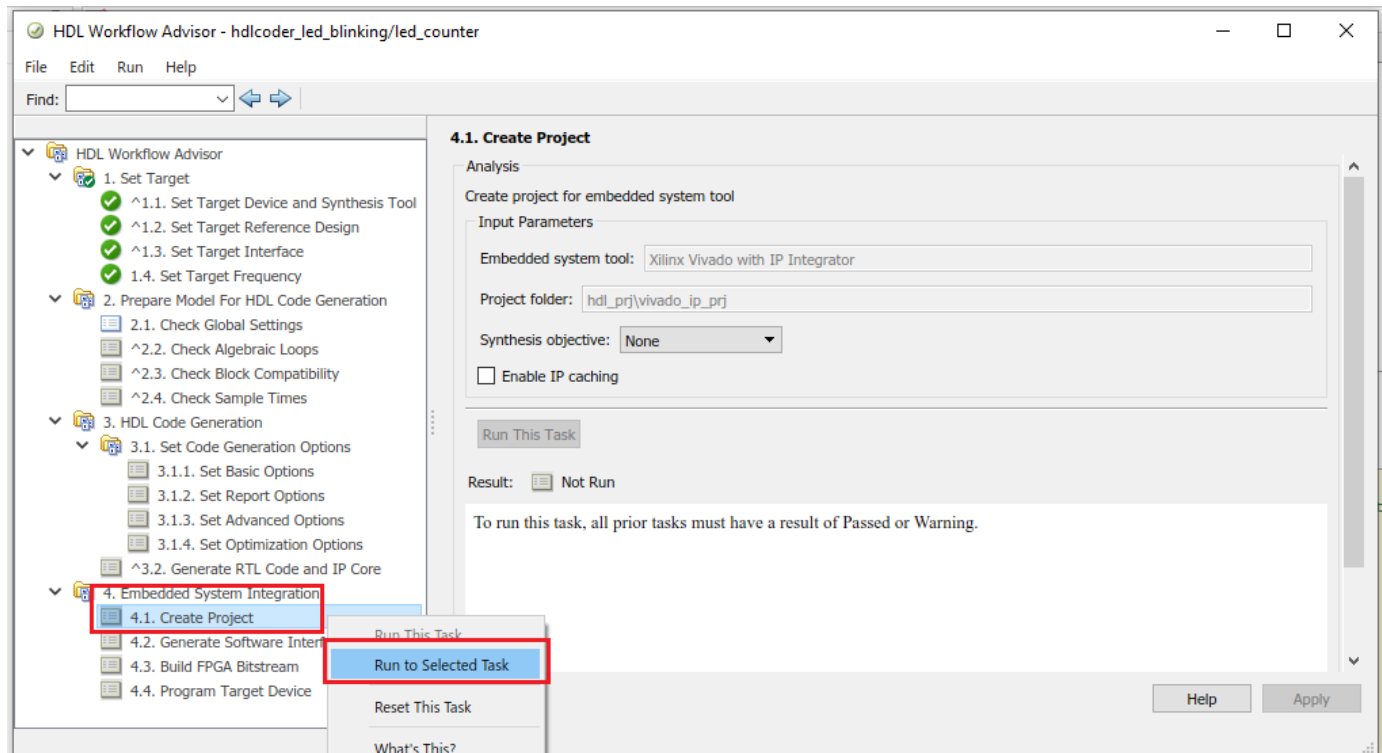 HDL Workflow Advisor - hdlcoder_led_blinking/led_counter
File Edit Run Help
Find:
HDL Workflow Advisor
1. Set Target
^1.1. Set Target Device and Synthesis Tool
^1.2. Set Target Reference Design
^1.3. Set Target Interface
1.4. Set Target Frequency
2. Prepare Model For HDL Code Generation
2.1. Check Global Settings
^2.2. Check Algebraic Loops
^2.3. Check Block Compatibility
^2.4. Check Sample Times
3. HDL Code Generation
3.1. Set Code Generation Options
3.1.1. Set Basic Options
3.1.2. Set Report Options
3.1.3. Set Advanced Options
3.1.4. Set Optimization Options
^3.2. Generate RTL Code and IP Core
4. Embedded System Integration
4.1. Create Project
4.2. Generate Software Interf
4.3. Build FPGA Bitstream
4.4. Program Target Device
Run This Task
Run to Selected Task
Reset This Task
What's This?
4.1. Create Project
Analysis
Create project for embedded system tool
Input Parameters
Embedded system tool: Xilinx Vivado with IP Integrator
Project folder: hdl_prj\vivado_ip_prj
Synthesis objective: None
Enable IP caching
Run This Task
Result: Not Run
To run this task, all prior tasks must have a result of Passed or Warning.
Help Apply